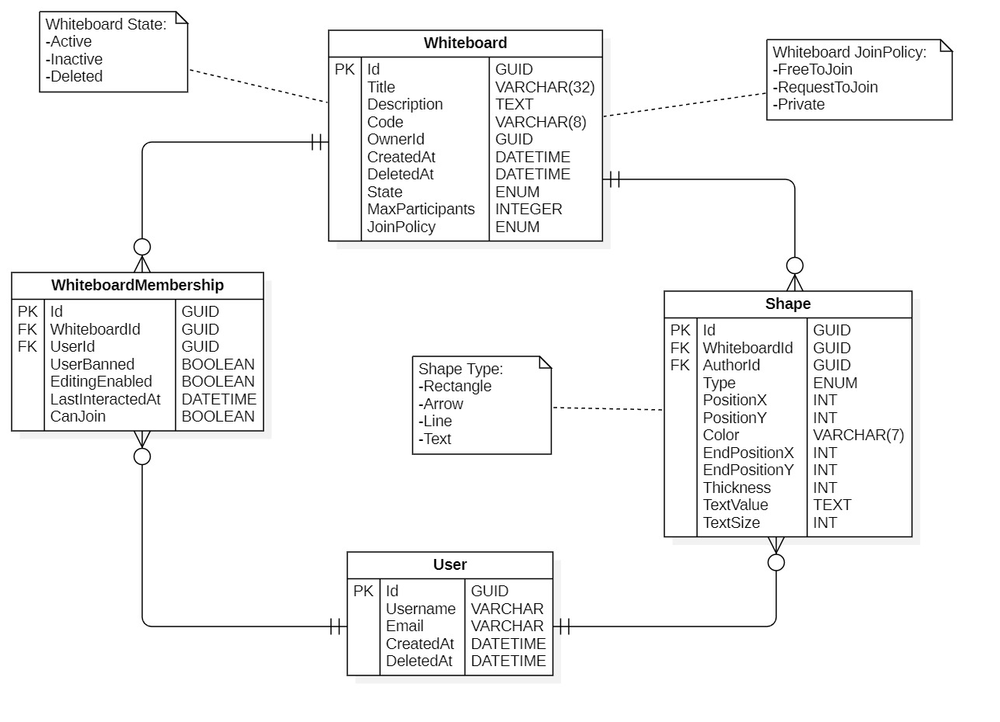 Whiteboard State:
-Active
-Inactive
-Deleted
Whiteboard
PK Id GUID
Title VARCHAR(32)
Description TEXT
Code VARCHAR(8)
OwnerId GUID
CreatedAt DATETIME
DeletedAt DATETIME
State ENUM
MaxParticipants INTEGER
JoinPolicy ENUM
Whiteboard JoinPolicy:
-FreeToJoin
-RequestToJoin
-Private
WhiteboardMembership
PK Id GUID
FK WhiteboardId GUID
FK UserId GUID
UserBanned BOOLEAN
EditingEnabled BOOLEAN
LastInteractedAt DATETIME
CanJoin BOOLEAN
Shape Type:
-Rectangle
-Arrow
-Line
-Text
Shape
PK Id GUID
FK WhiteboardId GUID
FK AuthorId GUID
Type ENUM
PositionX INT
PositionY INT
Color VARCHAR(7)
EndPositionX INT
EndPositionY INT
Thickness INT
TextValue TEXT
TextSize INT
User
PK Id GUID
Username VARCHAR
Email VARCHAR
CreatedAt DATETIME
DeletedAt DATETIME